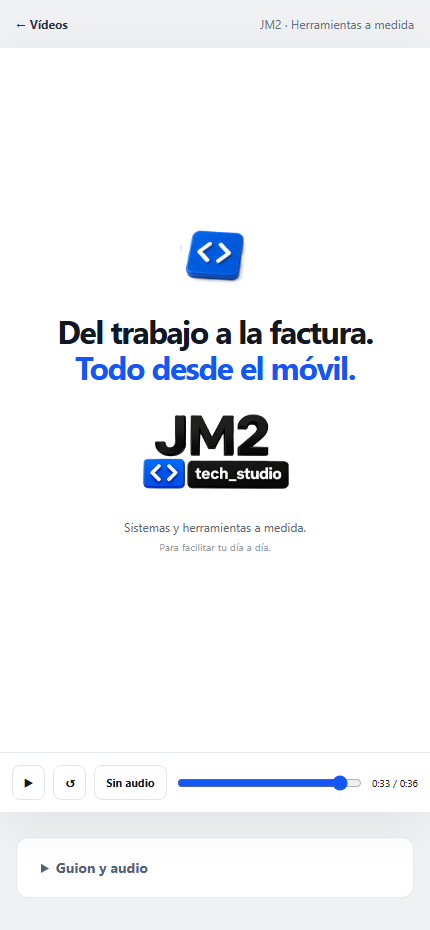 ← Vídeos
JM2 · Herramientas a medida
<>
Del trabajo a la factura.
Todo desde el móvil.
JM2
<> tech_studio
Sistemas y herramientas a medida.
Para facilitar tu día a día.
▶ ↺ Sin audio 0:33 / 0:36
▶ Guion y audio